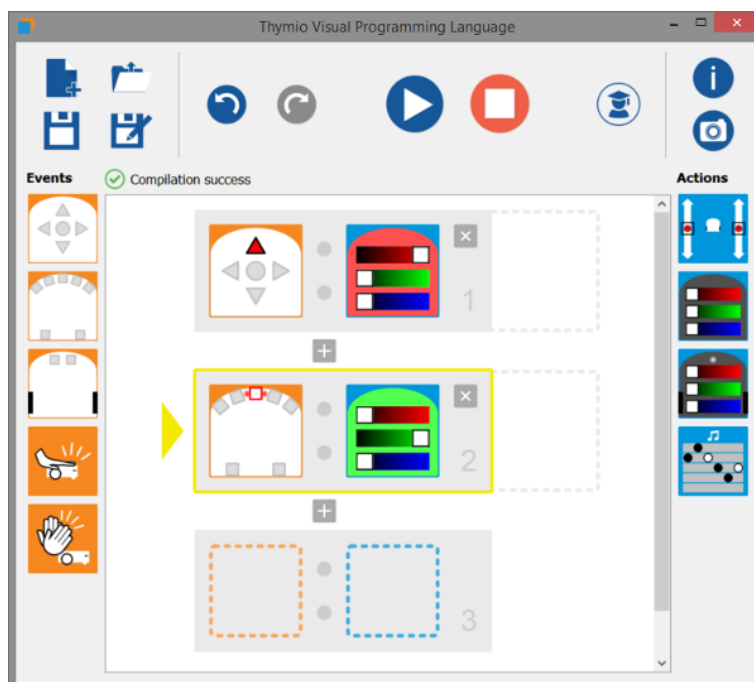 Thymio Visual Programming Language
Events
Compilation success
Actions
1
2
3